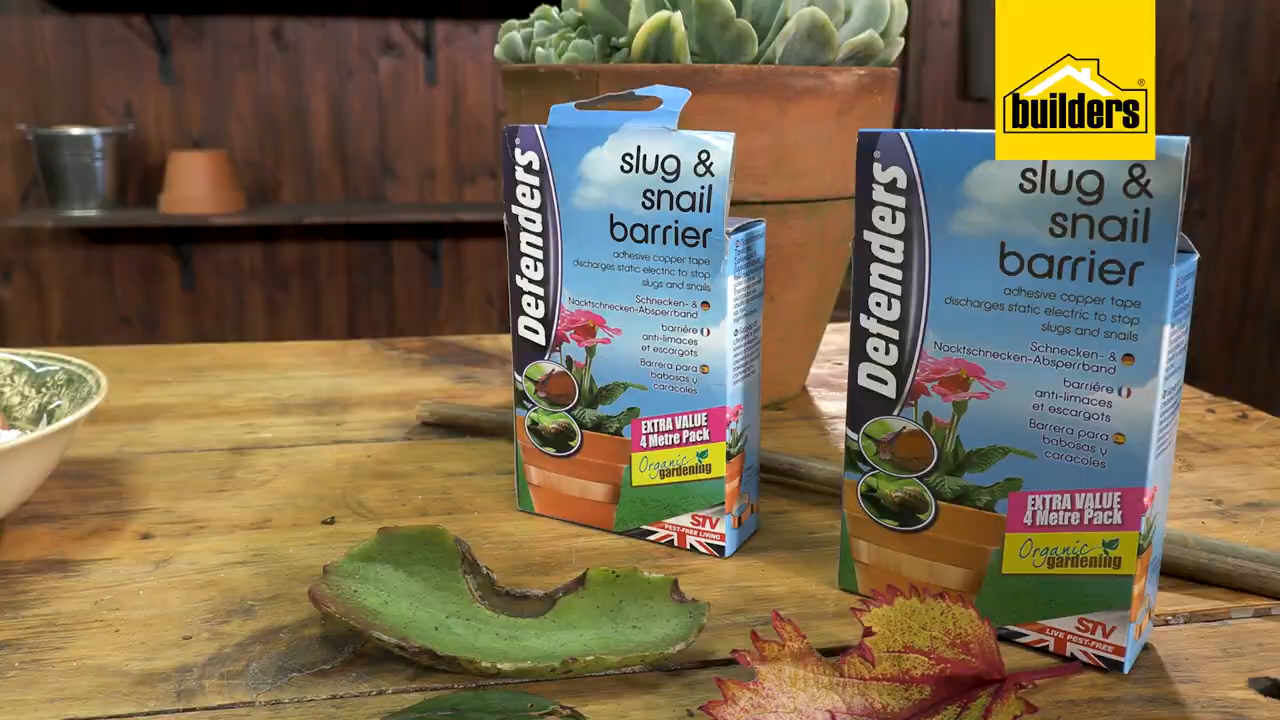 builders®
Defenders®
slug &
snail
barrier
adhesive copper tape
discharges static electric to stop
slugs and snails
Schnecken- &
Nacktschnecken-Absperrband
barrière
anti-limaces
et escargots
Barrera para
babosas y
caracoles
EXTRA VALUE
4 Metre Pack
Organic
gardening
STV
PEST-FREE LIVING
Defenders®
slug &
snail
barrier
adhesive copper tape
discharges static electric to stop
slugs and snails
Schnecken- &
Nacktschnecken-Absperrband
barrière
anti-limaces
et escargots
Barrera para
babosas y
caracoles
EXTRA VALUE
4 Metre Pack
Organic
gardening
STV
LIVE PEST-FREE